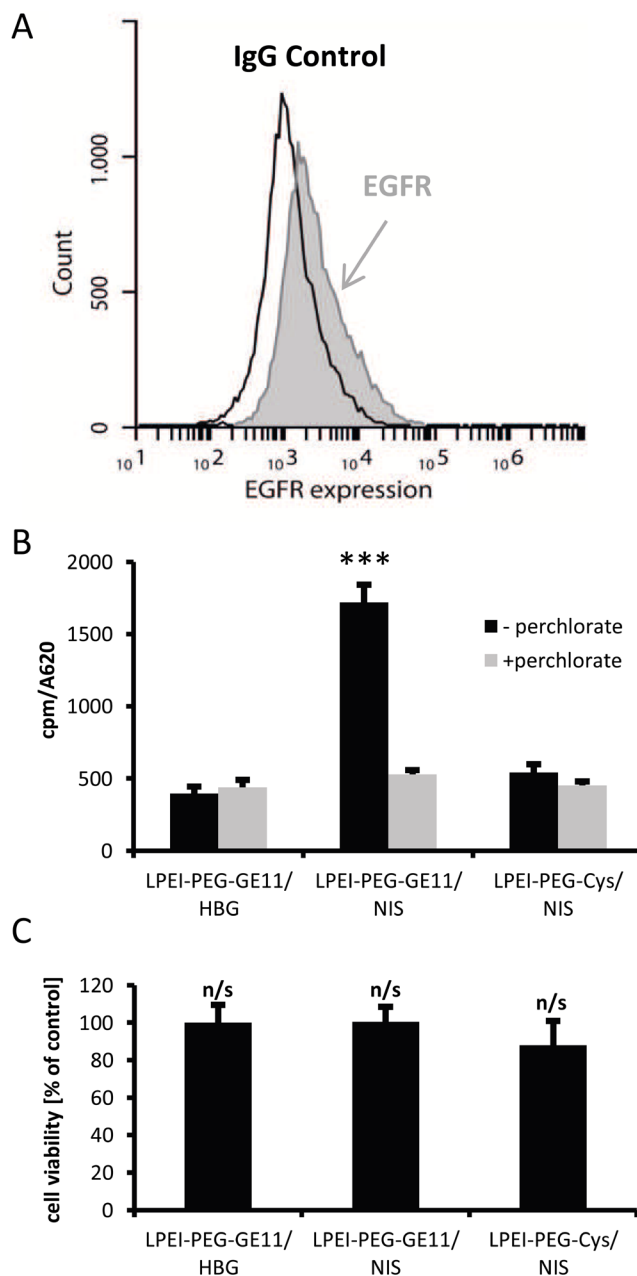 A
IgG Control
EGFR
Count
1.000
500
0
10^1 10^2 10^3 10^4 10^5 10^6
EGFR expression
B
cpm/A620
2000
1500
1000
500
0
***
- perchlorate
+perchlorate
LPEI-PEG-GE11/ LPEI-PEG-GE11/ LPEI-PEG-Cys/
HBG NIS NIS
C
cell viability [% of control]
120
100
80
60
40
20
0
n/s n/s n/s
LPEI-PEG-GE11/ LPEI-PEG-GE11/ LPEI-PEG-Cys/
HBG NIS NIS